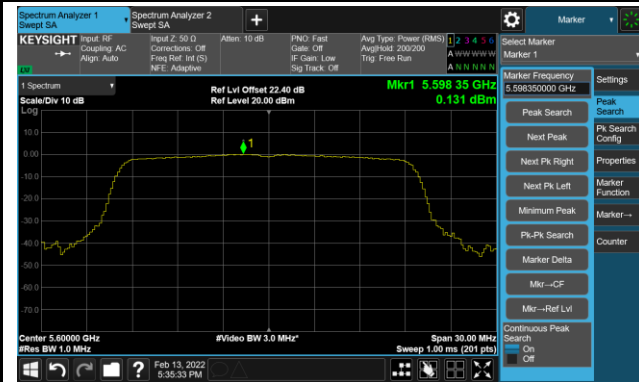 Spectrum Analyzer 1
Swept SA
Spectrum Analyzer 2
Swept SA
+
Marker
KEYSIGHT
Input: RF
Coupling: AC
Align: Auto
Input Z: 50 Ω
Corrections: Off
Freq Ref: Int (S)
NFE: Adaptive
Atten: 10 dB
PNO: Fast
Gate: Off
IF Gain: Low
Sig Track: Off
Avg Type: Power (RMS)
Avg|Hold: 200/200
Trig: Free Run
1 2 3 4 5 6
A W W W W W
A N N N N N
Select Marker
Marker 1
1 Spectrum
Scale/Div 10 dB
Log
Ref Lvl Offset 22.40 dB
Ref Level 20.00 dBm
Mkr1 5.598 35 GHz
0.131 dBm
1
10.0
0.00
-10.0
-20.0
-30.0
-40.0
-50.0
-60.0
-70.0
Center 5.60000 GHz
#Res BW 1.0 MHz
#Video BW 3.0 MHz*
Span 30.00 MHz
Sweep 1.00 ms (201 pts)
Marker Frequency
5.598350000 GHz
Peak Search
Next Peak
Next Pk Right
Next Pk Left
Minimum Peak
Pk-Pk Search
Marker Delta
Mkr→CF
Mkr→Ref Lvl
Continuous Peak
Search
On
Off
Settings
Peak
Search
Pk Search
Config
Properties
Marker
Function
Marker→
Counter
?
Feb 13, 2022
5:35:33 PM